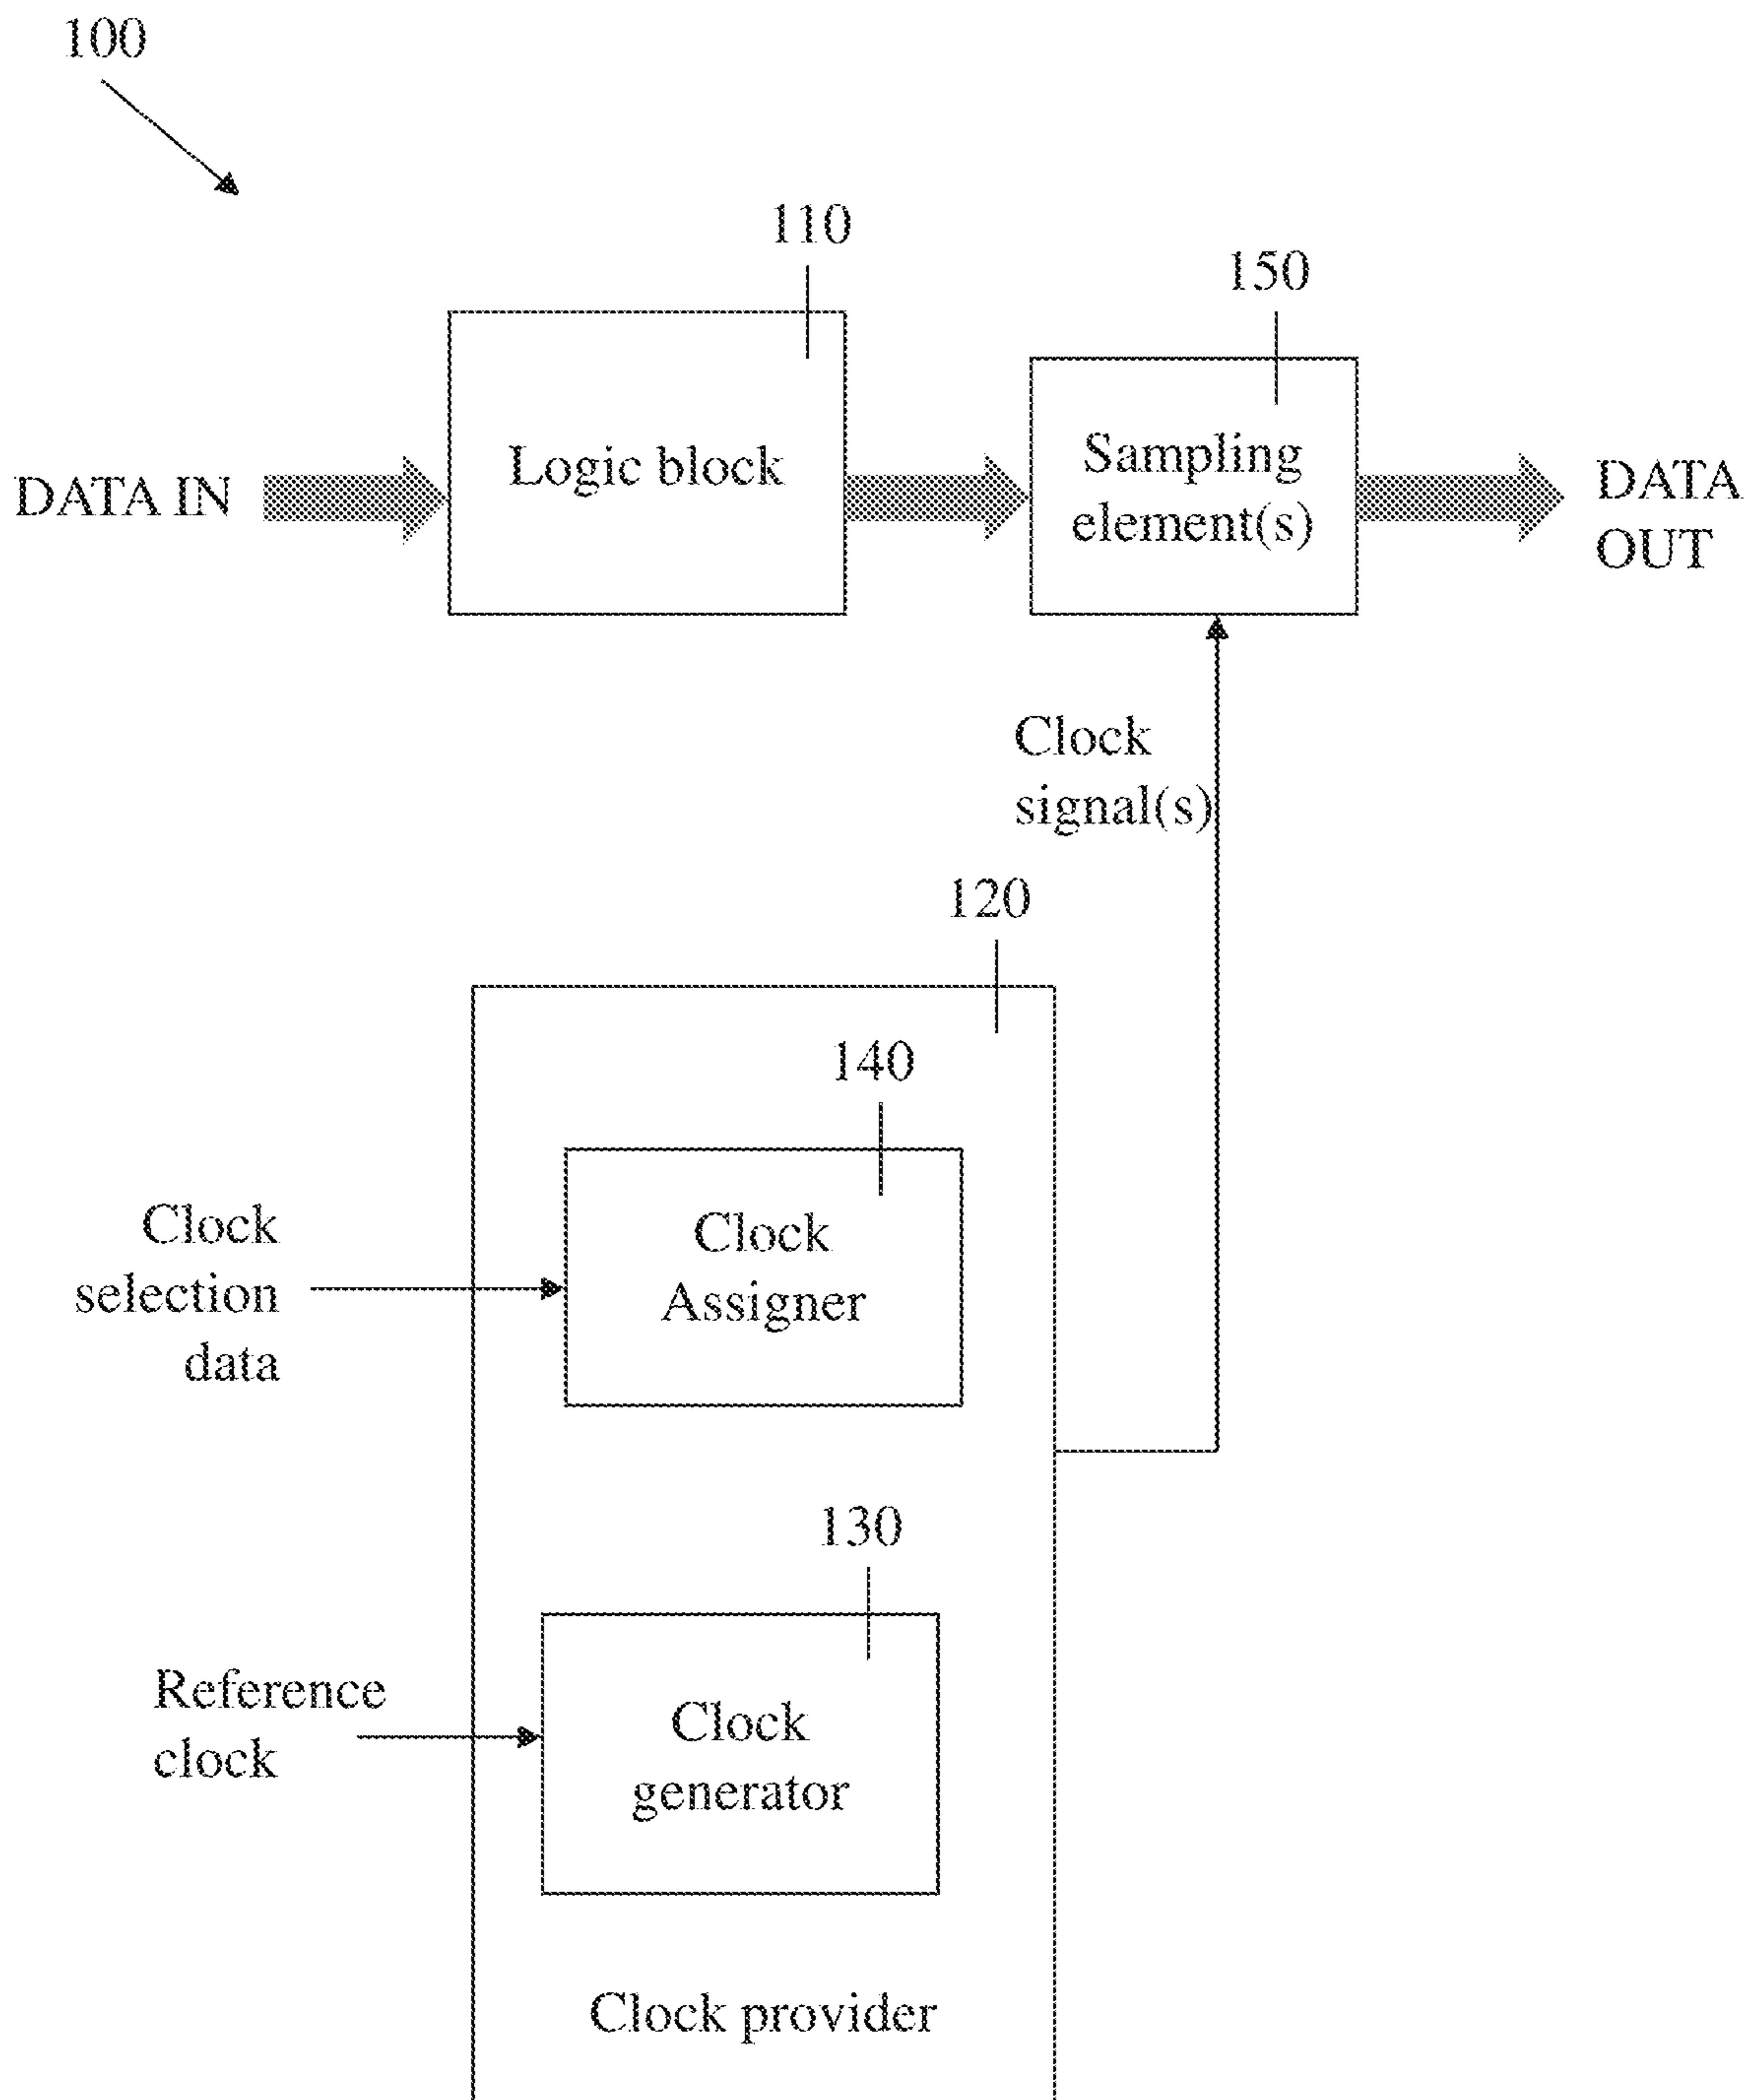 100
110
150
Logic block
Sampling
element(s)
DATA IN
DATA
OUT
Clock
signal(s)
120
140
Clock
Assigner
Clock
selection
data
130
Reference
clock
Clock
generator
Clock provider